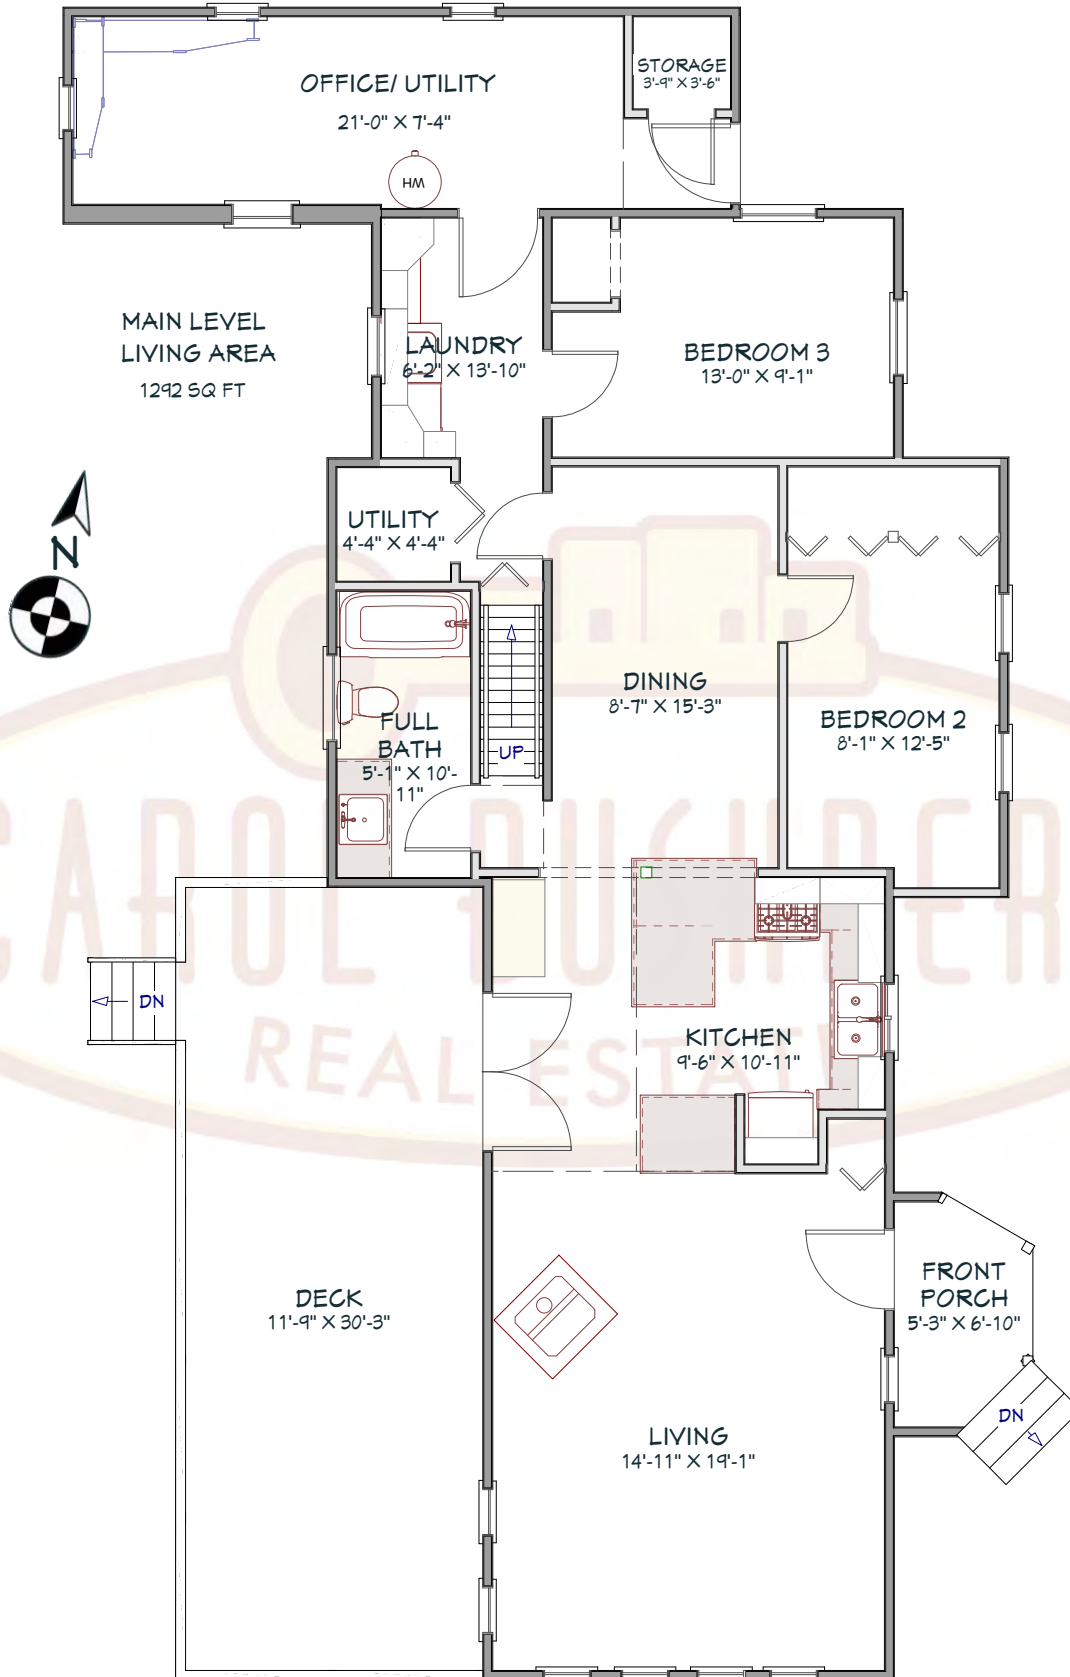 OFFICE/ UTILITY
21'-0" X 7'-4"
STORAGE
3'-9" X 3'-6"
HW
MAIN LEVEL
LIVING AREA
1292 SQ FT
LAUNDRY
6'-2" X 13'-10"
BEDROOM 3
13'-0" X 9'-1"
N
UTILITY
4'-4" X 4'-4"
DINING
8'-7" X 15'-3"
BEDROOM 2
8'-1" X 12'-5"
FULL
BATH
5'-1" X 10'-
11"
UP
CAROL BUSHBERG
REAL ESTATE
DN
KITCHEN
9'-6" X 10'-11"
DECK
11'-9" X 30'-3"
FRONT
PORCH
5'-3" X 6'-10"
DN
LIVING
14'-11" X 19'-1"